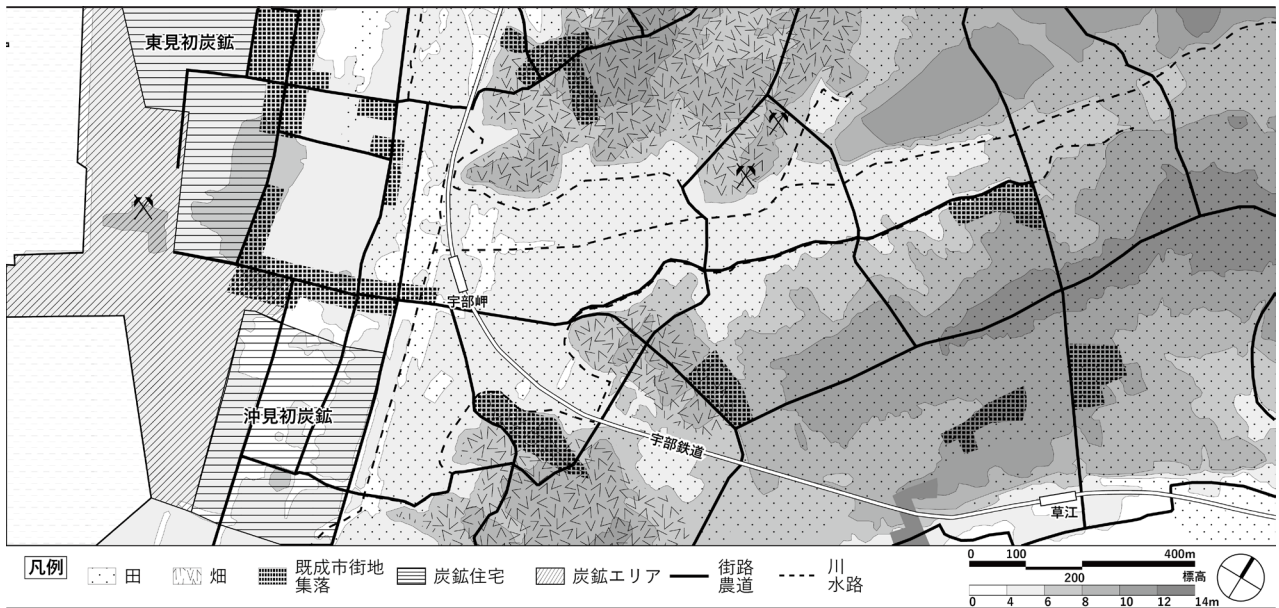 東見初炭鉱
宇部岬
沖見初炭鉱
宇部鉄道
草江
凡例
田
畑
既成市街地
集落
炭鉱住宅
炭鉱エリア
街路
農道
川
水路
0 100 400m
200
標高
0 4 6 8 10 12 14m